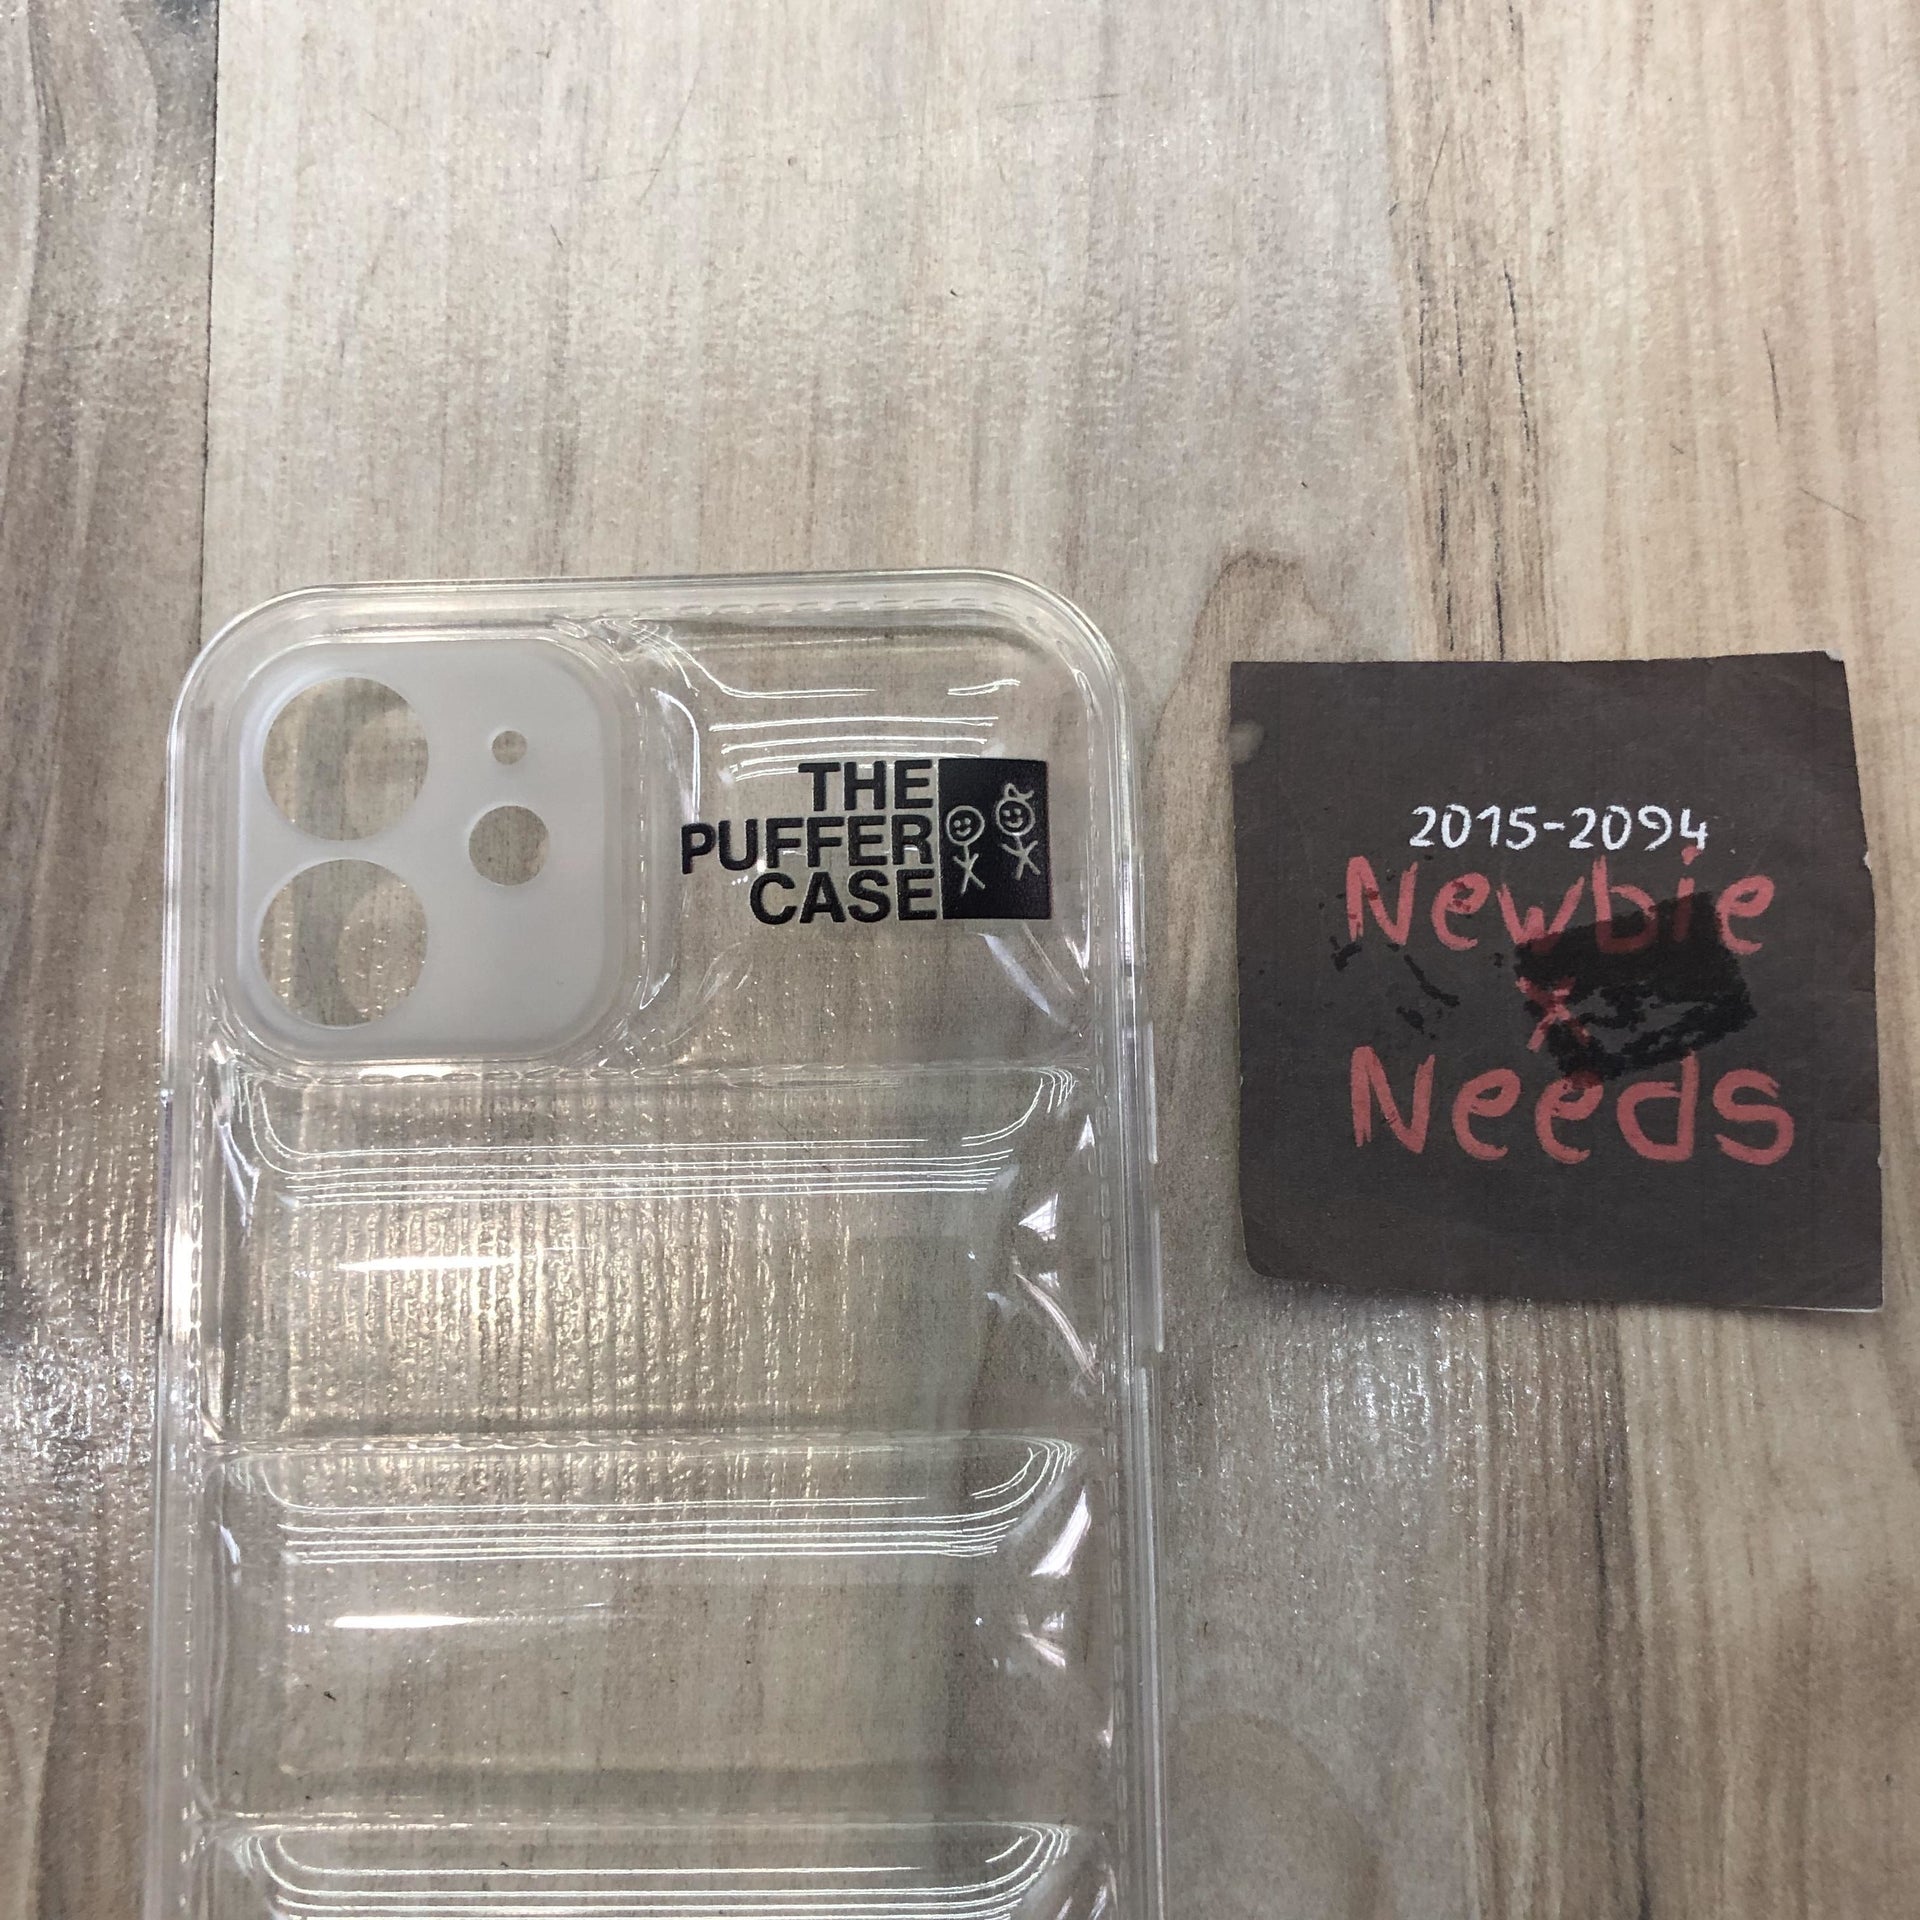 THE
PUFFER
CASE
2015-2094
Newbie
X
Needs